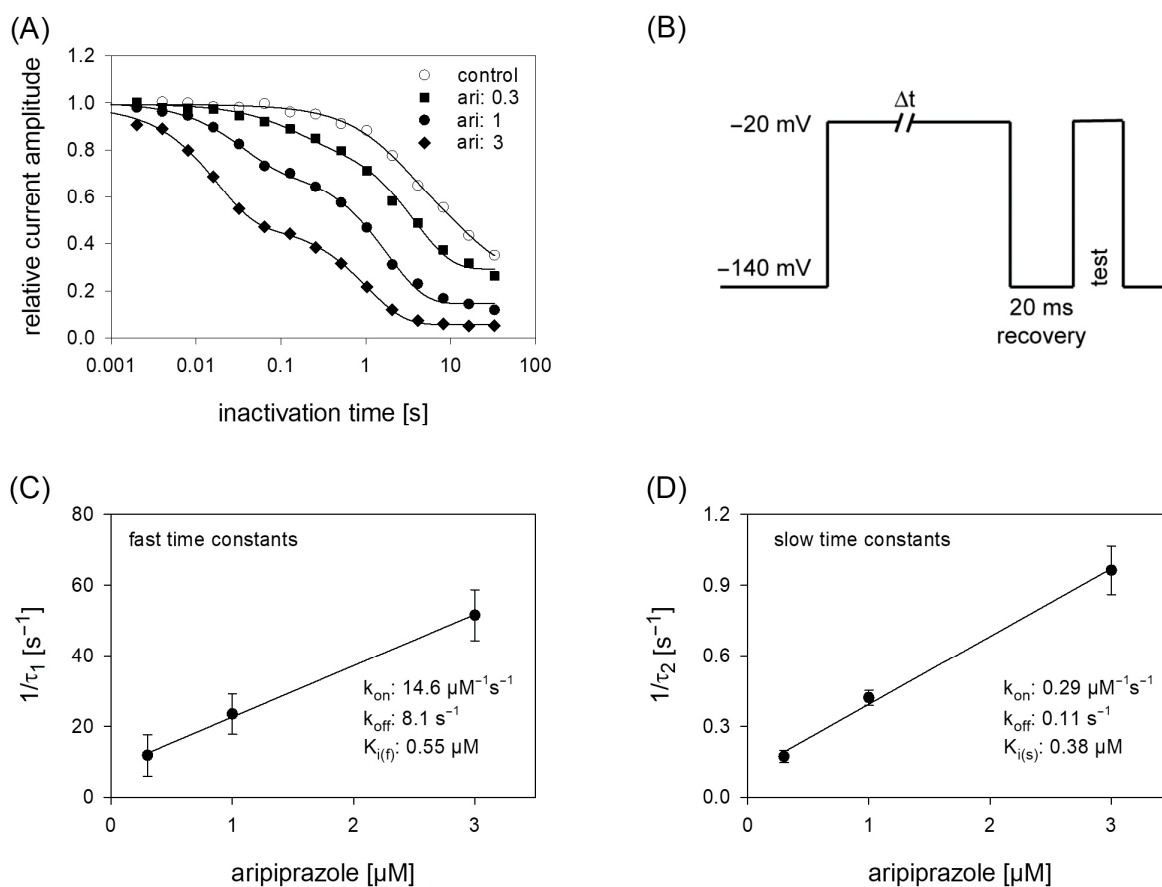 (A)
1.2
1.0
0.8
0.6
0.4
0.2
0.0
relative current amplitude
control
ari: 0.3
ari: 1
ari: 3
0.001
0.01
0.1
1
10
100
inactivation time [s]
(B)
Δt
−20 mV
−140 mV
20 ms
recovery
test
(C)
80
60
40
20
0
1/τ₁ [s⁻¹]
fast time constants
kₒₙ: 14.6 µM⁻¹s⁻¹
k_off: 8.1 s⁻¹
K_i(f): 0.55 µM
0
1
2
3
aripiprazole [µM]
(D)
1.2
0.9
0.6
0.3
0.0
1/τ₂ [s⁻¹]
slow time constants
kₒₙ: 0.29 µM⁻¹s⁻¹
k_off: 0.11 s⁻¹
K_i(s): 0.38 µM
0
1
2
3
aripiprazole [µM]